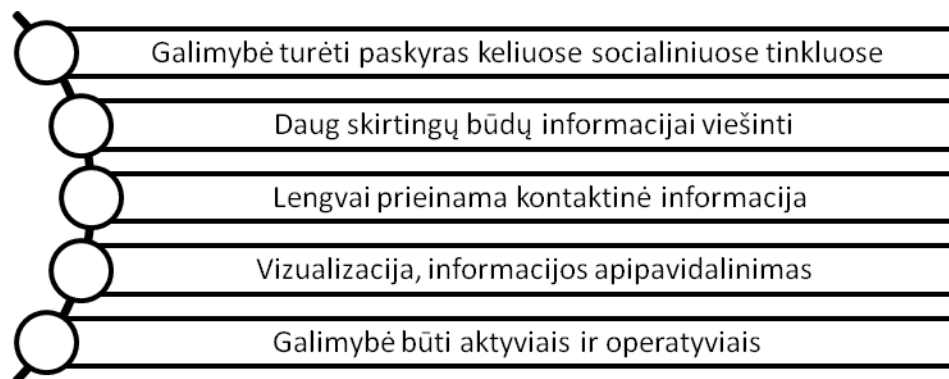 Galimybė turėti paskyras keliuose socialiniuose tinkluose
Daug skirtingų būdų informacijai viešinti
Lengvai prieinama kontaktinė informacija
Vizualizacija, informacijos apipavidalinimas
Galimybė būti aktyviais ir operatyviais